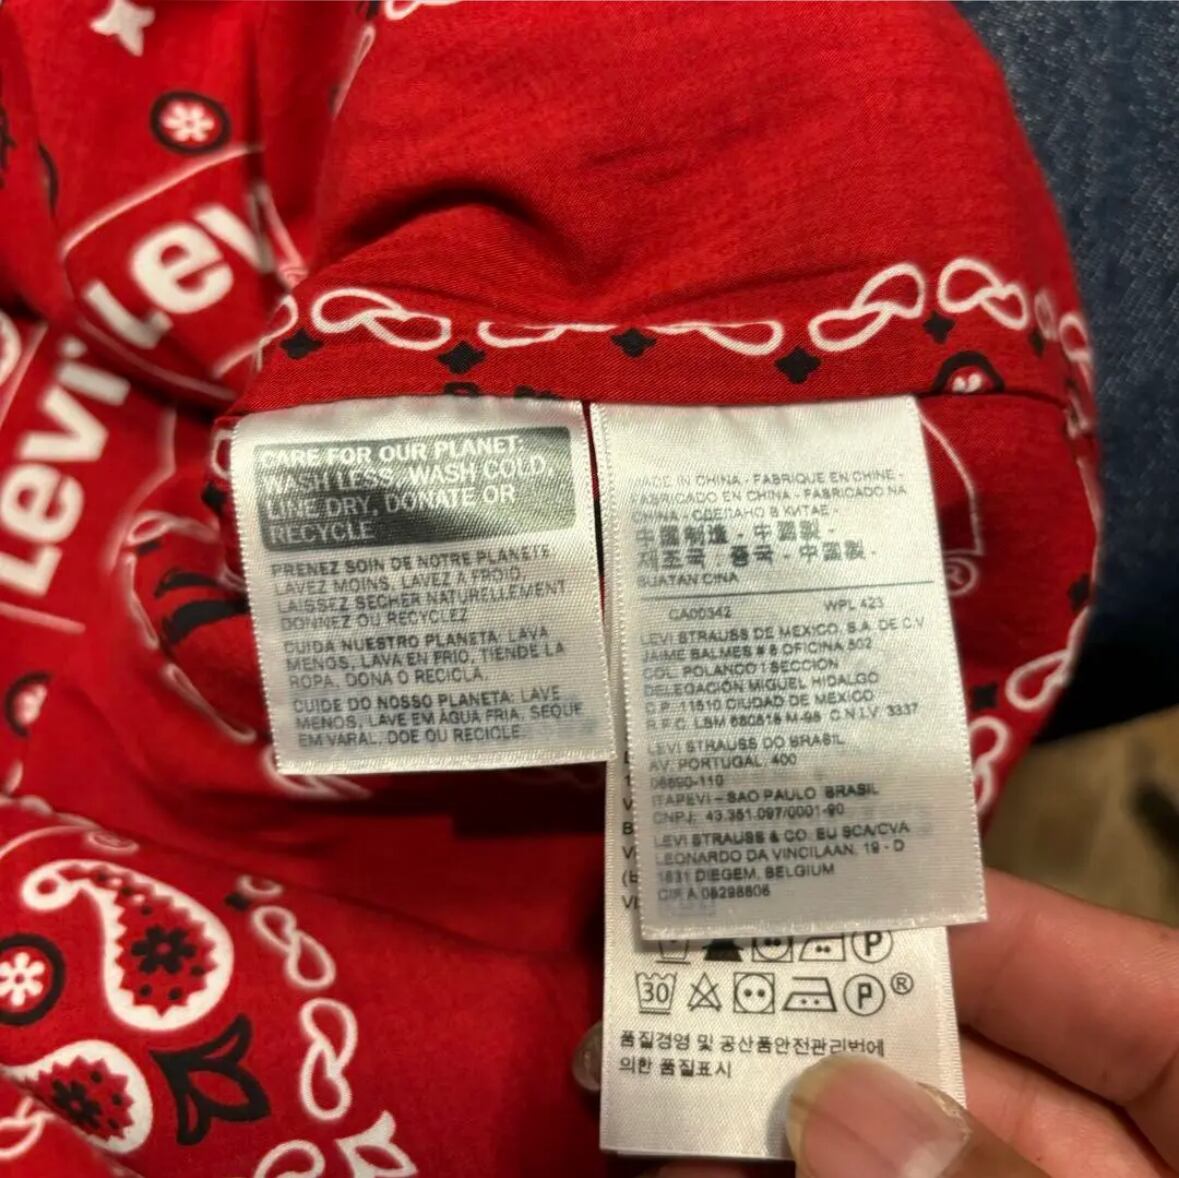 Levi
Levi'
CARE FOR OUR PLANET:
WASH LESS, WASH COLD,
LINE DRY, DONATE OR
RECYCLE
PRENEZ SOIN DE NOTRE PLANÈTE:
LAVEZ MOINS, LAVEZ À FROID,
LAISSEZ SÉCHER NATURELLEMENT
DONNEZ OU RECYCLEZ
CUIDA NUESTRO PLANETA: LAVA
MENOS, LAVA EN FRIO, TIENDE LA
ROPA, DONA O RECICLA.
CUIDE DO NOSSO PLANETA: LAVE
MENOS, LAVE EM ÁGUA FRIA, SEQUE
EM VARAL, DOE OU RECICLE.
MADE IN CHINA - FABRIQUE EN CHINE -
FABRICADO EN CHINA - FABRICADO NA
CHINA - СДЕЛАНО В КИТАЕ -
中国制造 - 中國製 -
제조국 : 중국 - 中国製 -
BUATAN CINA
CA00342 WPL 423
LEVI STRAUSS DE MEXICO, S.A. DE C.V
JAIME BALMES # 8 OFICINA 502
COL. POLANCO I SECCION
DELEGACIÓN MIGUEL HIDALGO
C.P. 11510 CIUDAD DE MEXICO
R.F.C. LSM 680818 M-98 C.N.I.V. 3337
LEVI STRAUSS DO BRASIL
AV. PORTUGAL, 400
06690-110
ITAPEVI – SAO PAULO BRASIL
CNPJ: 43.351.097/0001-90
LEVI STRAUSS & CO. EU SCA/CVA
LEONARDO DA VINCILAAN, 19 - D
1831 DIEGEM, BELGIUM
P
30 P ®
품질경영 및 공산품안전관리법에
의한 품질표시